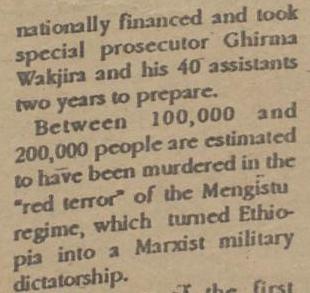 nationally financed and took
special prosecutor Ghirma
Wakjira and his 40 assistants
two years to prepare.
Between 100,000 and
200,000 people are estimated
to have been murdered in the
"red terror" of the Mengistu
regime, which turned Ethio-
pia into a Marxist military
dictatorship.
the first